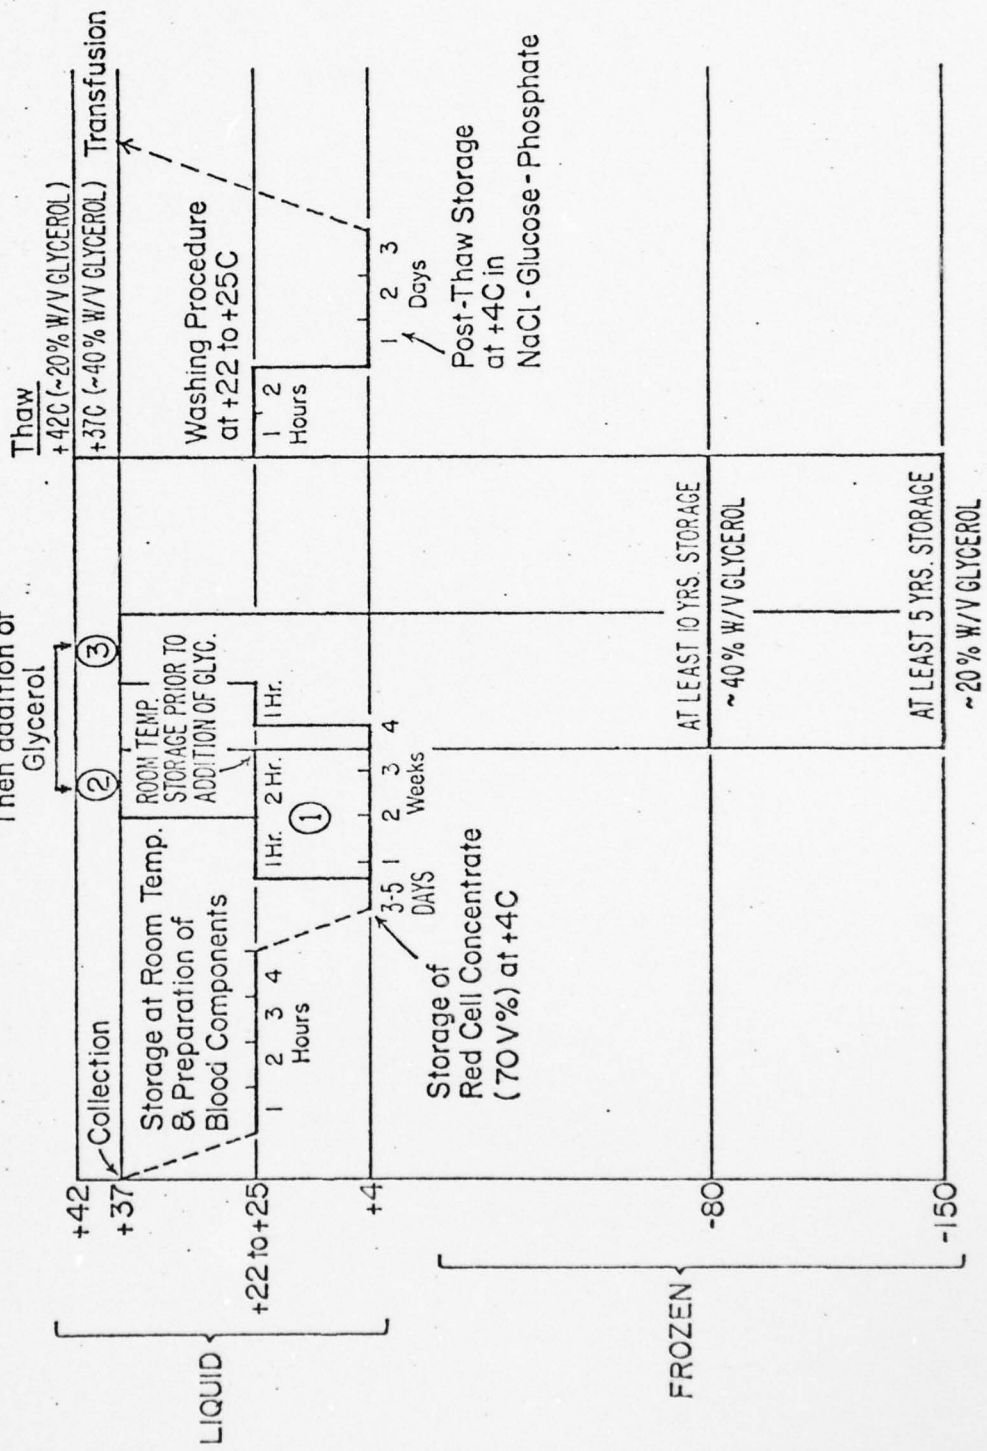 Then addition of
Glycerol
Thaw
+42C (~20% W/V GLYCEROL)
+37C (~40% W/V GLYCEROL) Transfusion
+42
+37
Collection
2
3
Storage at Room Temp.
& Preparation of
Blood Components
ROOM TEMP.
STORAGE PRIOR TO
ADDITION OF GLYC.
Washing Procedure
at +22 to +25C
+22 to +25
1 2 3 4
Hours
1 Hr. 2 Hr. 1 Hr.
1
1 2
Hours
+4
3-5
DAYS
1 2 3 4
Weeks
1 2 3
Days
Storage of
Red Cell Concentrate
(70 V%) at +4C
Post-Thaw Storage
at +4C in
NaCl-Glucose-Phosphate
LIQUID
FROZEN
-80
AT LEAST 10 YRS. STORAGE
~40% W/V GLYCEROL
-150
AT LEAST 5 YRS. STORAGE
~20% W/V GLYCEROL